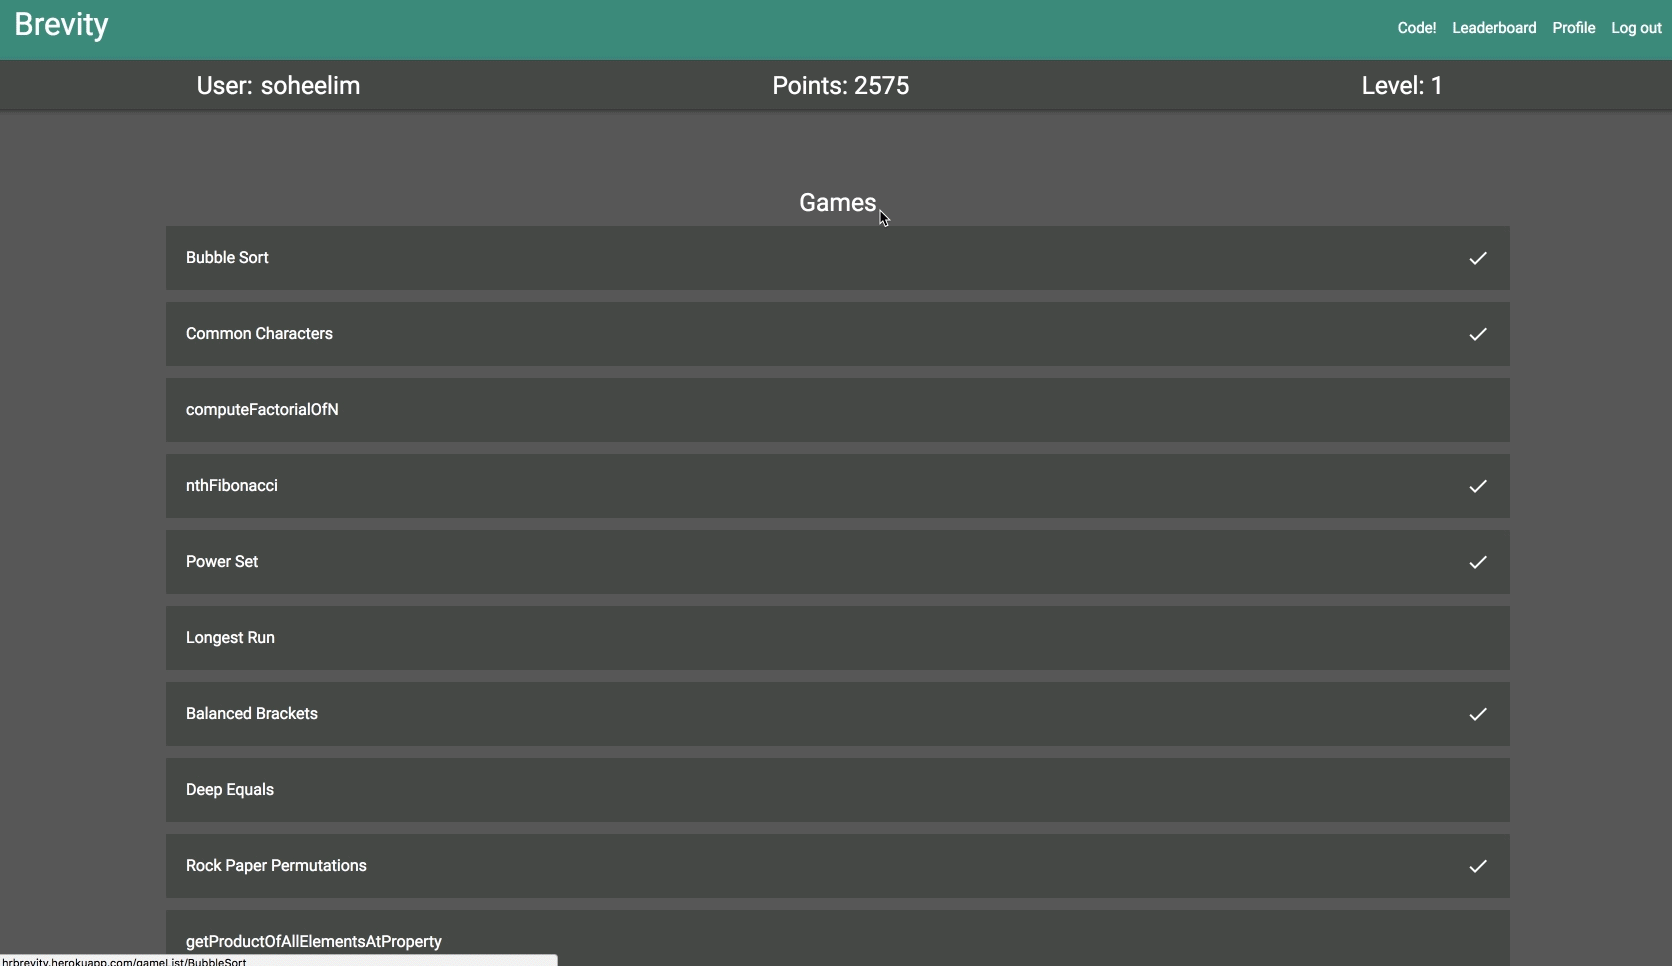 Brevity
Code! Leaderboard Profile Log out
User: soheelim Points: 2575 Level: 1
Games
Bubble Sort
Common Characters
computeFactorialOfN
nthFibonacci
Power Set
Longest Run
Balanced Brackets
Deep Equals
Rock Paper Permutations
getProductOfAllElementsAtProperty
hrbrevity.herokuapp.com/gameList/BubbleSort